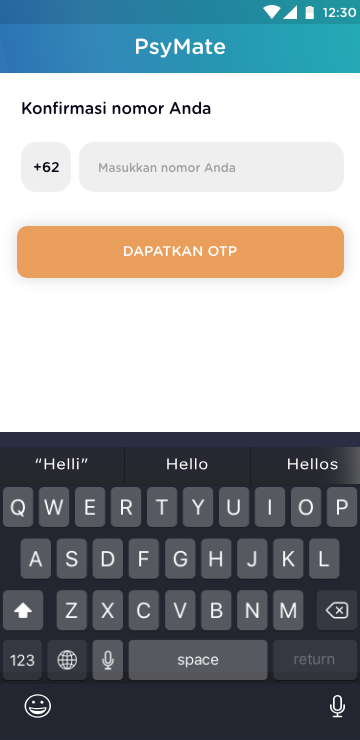 12:30
PsyMate
Konfirmasi nomor Anda
+62 Masukkan nomor Anda
DAPATKAN OTP
“Helli” Hello Hellos
Q W E R T Y U I O P
A S D F G H J K L
Z X C V B N M
123 space return